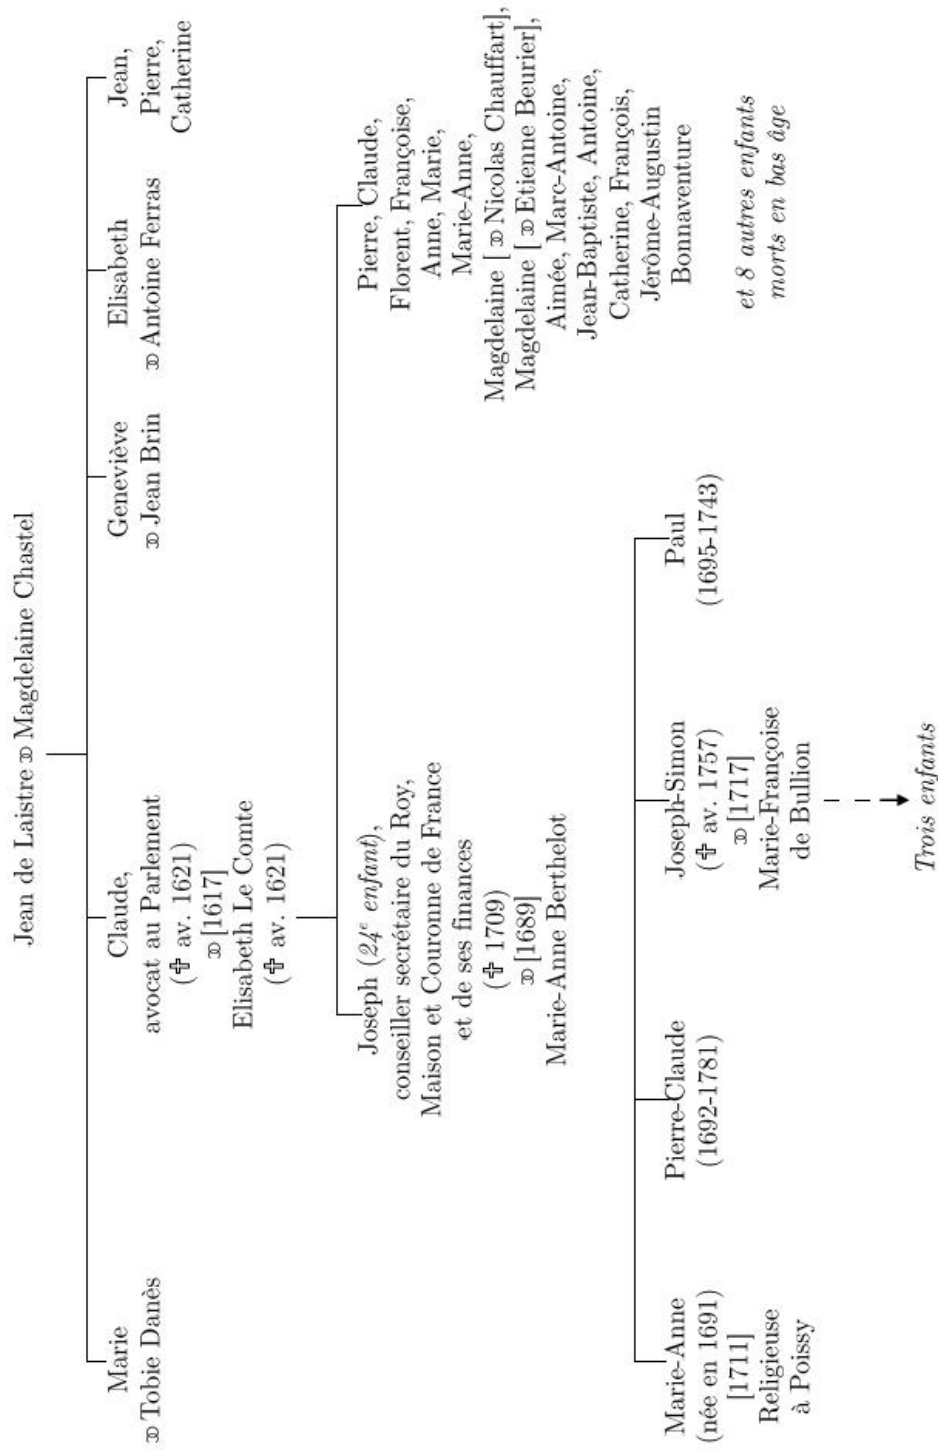 Jean de Laistre ⚭ Magdelaine Chastel
Marie
⚭ Tobie Danès
Claude,
avocat au Parlement
(✞ av. 1621)
⚭ [1617]
Elisabeth Le Comte
(✞ av. 1621)
Geneviève
⚭ Jean Brin
Elisabeth
⚭ Antoine Ferras
Jean,
Pierre,
Catherine
Joseph (24e enfant),
conseiller secrétaire du Roy,
Maison et Couronne de France
et de ses finances
(✞ 1709)
⚭ [1689]
Marie-Anne Berthelot
Pierre, Claude,
Florent, Françoise,
Anne, Marie,
Marie-Anne,
Magdelaine [⚭ Nicolas Chauffart],
Magdelaine [⚭ Etienne Beurier],
Aimée, Marc-Antoine,
Jean-Baptiste, Antoine,
Catherine, François,
Jérôme-Augustin
Bonnaventure
et 8 autres enfants
morts en bas âge
Marie-Anne
(née en 1691)
[1711]
Religieuse
à Poissy
Pierre-Claude
(1692-1781)
Joseph-Simon
(✞ av. 1757)
⚭ [1717]
Marie-Françoise
de Bullion
Paul
(1695-1743)
Trois enfants